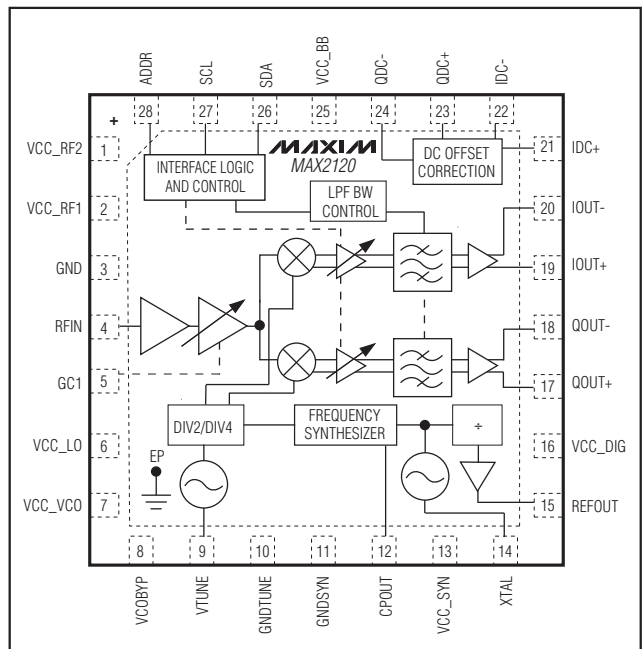 ADDR
SCL
SDA
VCC_BB
QDC-
QDC+
IDC-
+
28
27
26
25
24
23
22
VCC_RF2
1
MAXIM
MAX2120
INTERFACE LOGIC
AND CONTROL
DC OFFSET
CORRECTION
21
IDC+
LPF BW
CONTROL
VCC_RF1
2
20
IOUT-
GND
3
19
IOUT+
RFIN
4
18
QOUT-
GC1
5
17
QOUT+
DIV2/DIV4
FREQUENCY
SYNTHESIZER
÷
VCC_LO
6
16
VCC_DIG
EP
VCC_VCO
7
15
REFOUT
8
9
10
11
12
13
14
VCOBYP
VTUNE
GNDTUNE
GNDSYN
CPOUT
VCC_SYN
XTAL